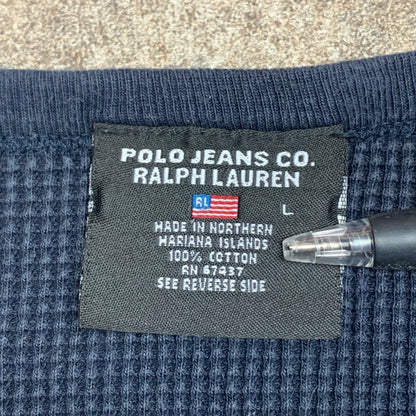 POLO JEANS CO.
RALPH LAUREN
RL
L
MADE IN NORTHERN
MARIANA ISLANDS
100% COTTON
RN 67437
SEE REVERSE SIDE